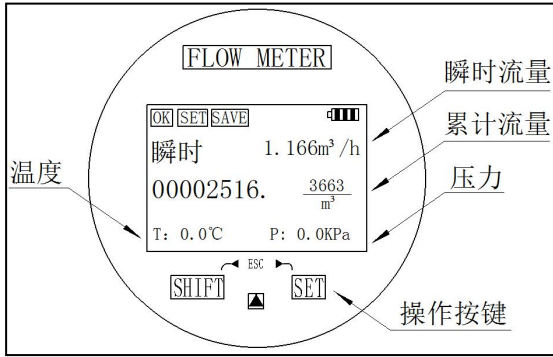 FLOW METER
瞬时流量
OK SET SAVE
累计流量
瞬时 1.166m³/h
温度
00002516. 3663
m³
压力
T: 0.0℃ P: 0.0KPa
ESC
SHIFT SET
操作按键